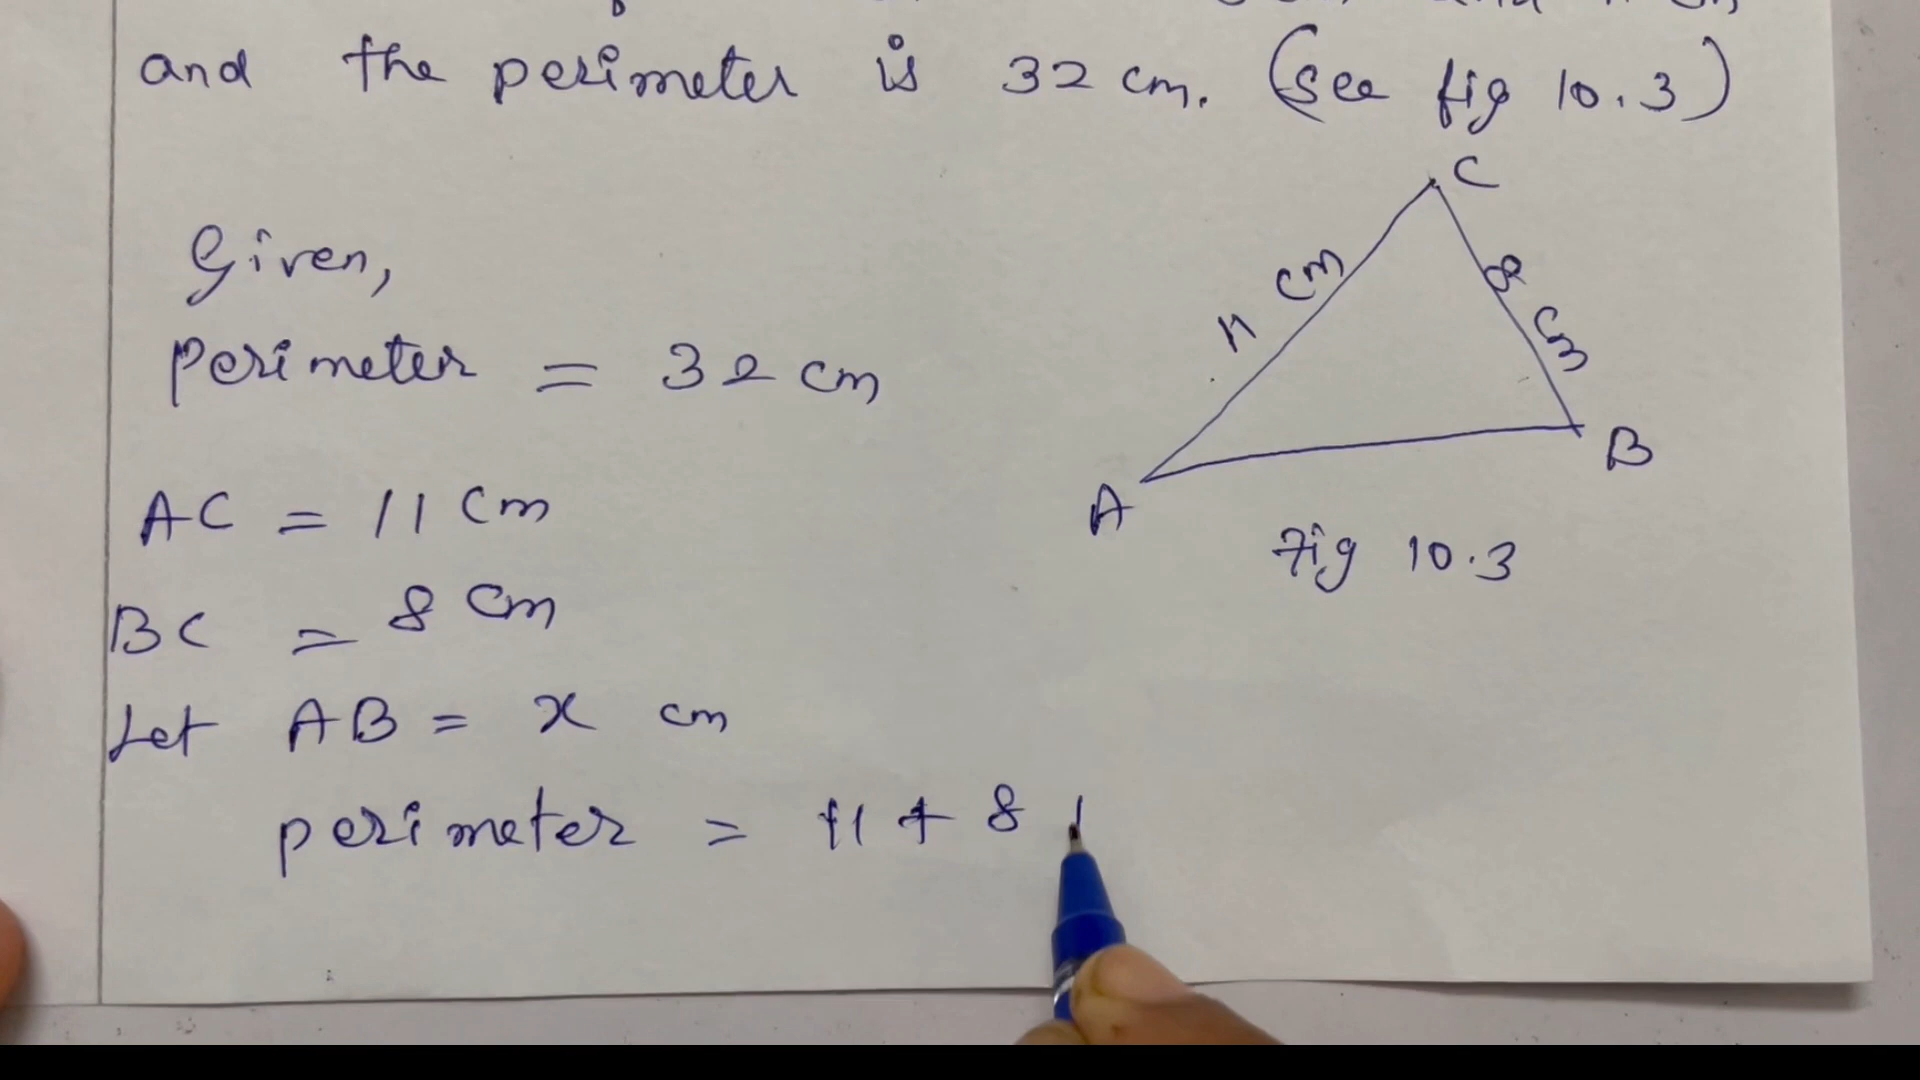 and the perimeter is 32 cm. (See fig 10.3)
C
Given,
11 cm
8 cm
perimeter = 32 cm
B
A
AC = 11 cm
Fig 10.3
BC = 8 cm
Let AB = x cm
perimeter = 11 + 8